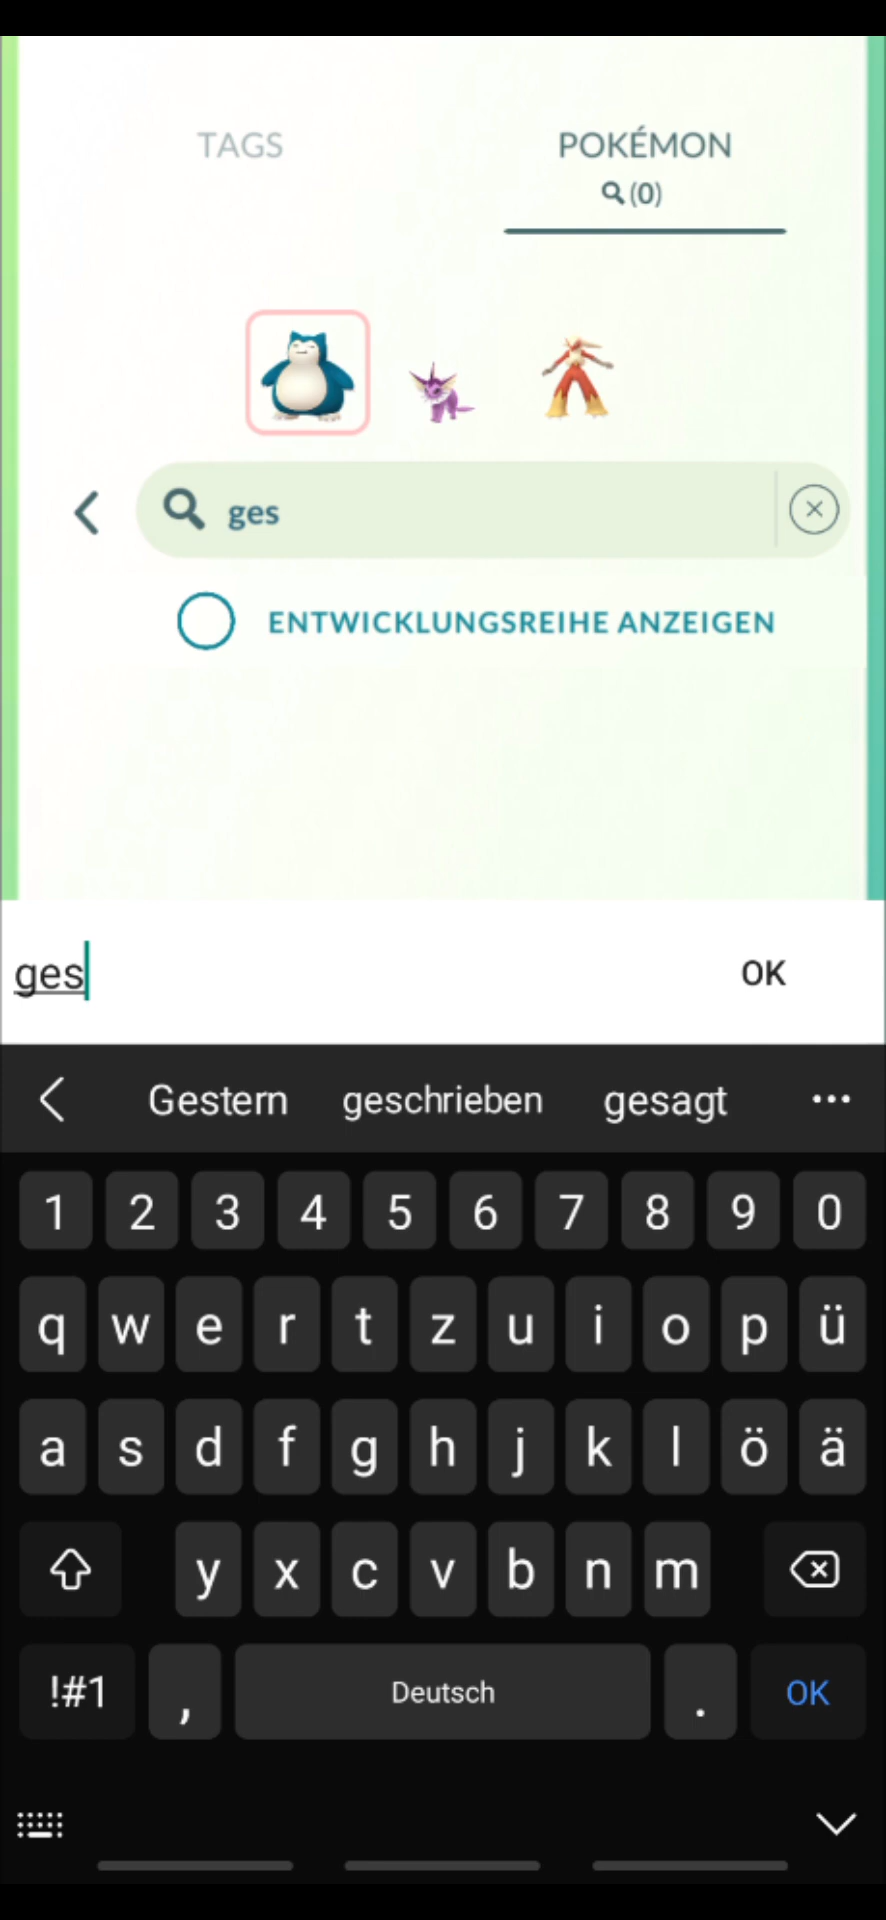 TAGS
POKÉMON
(0)
ges
ENTWICKLUNGSREIHE ANZEIGEN
ges OK
Gestern geschrieben gesagt ...
1 2 3 4 5 6 7 8 9 0
q w e r t z u i o p ü
a s d f g h j k l ö ä
y x c v b n m
!#1 , Deutsch . OK